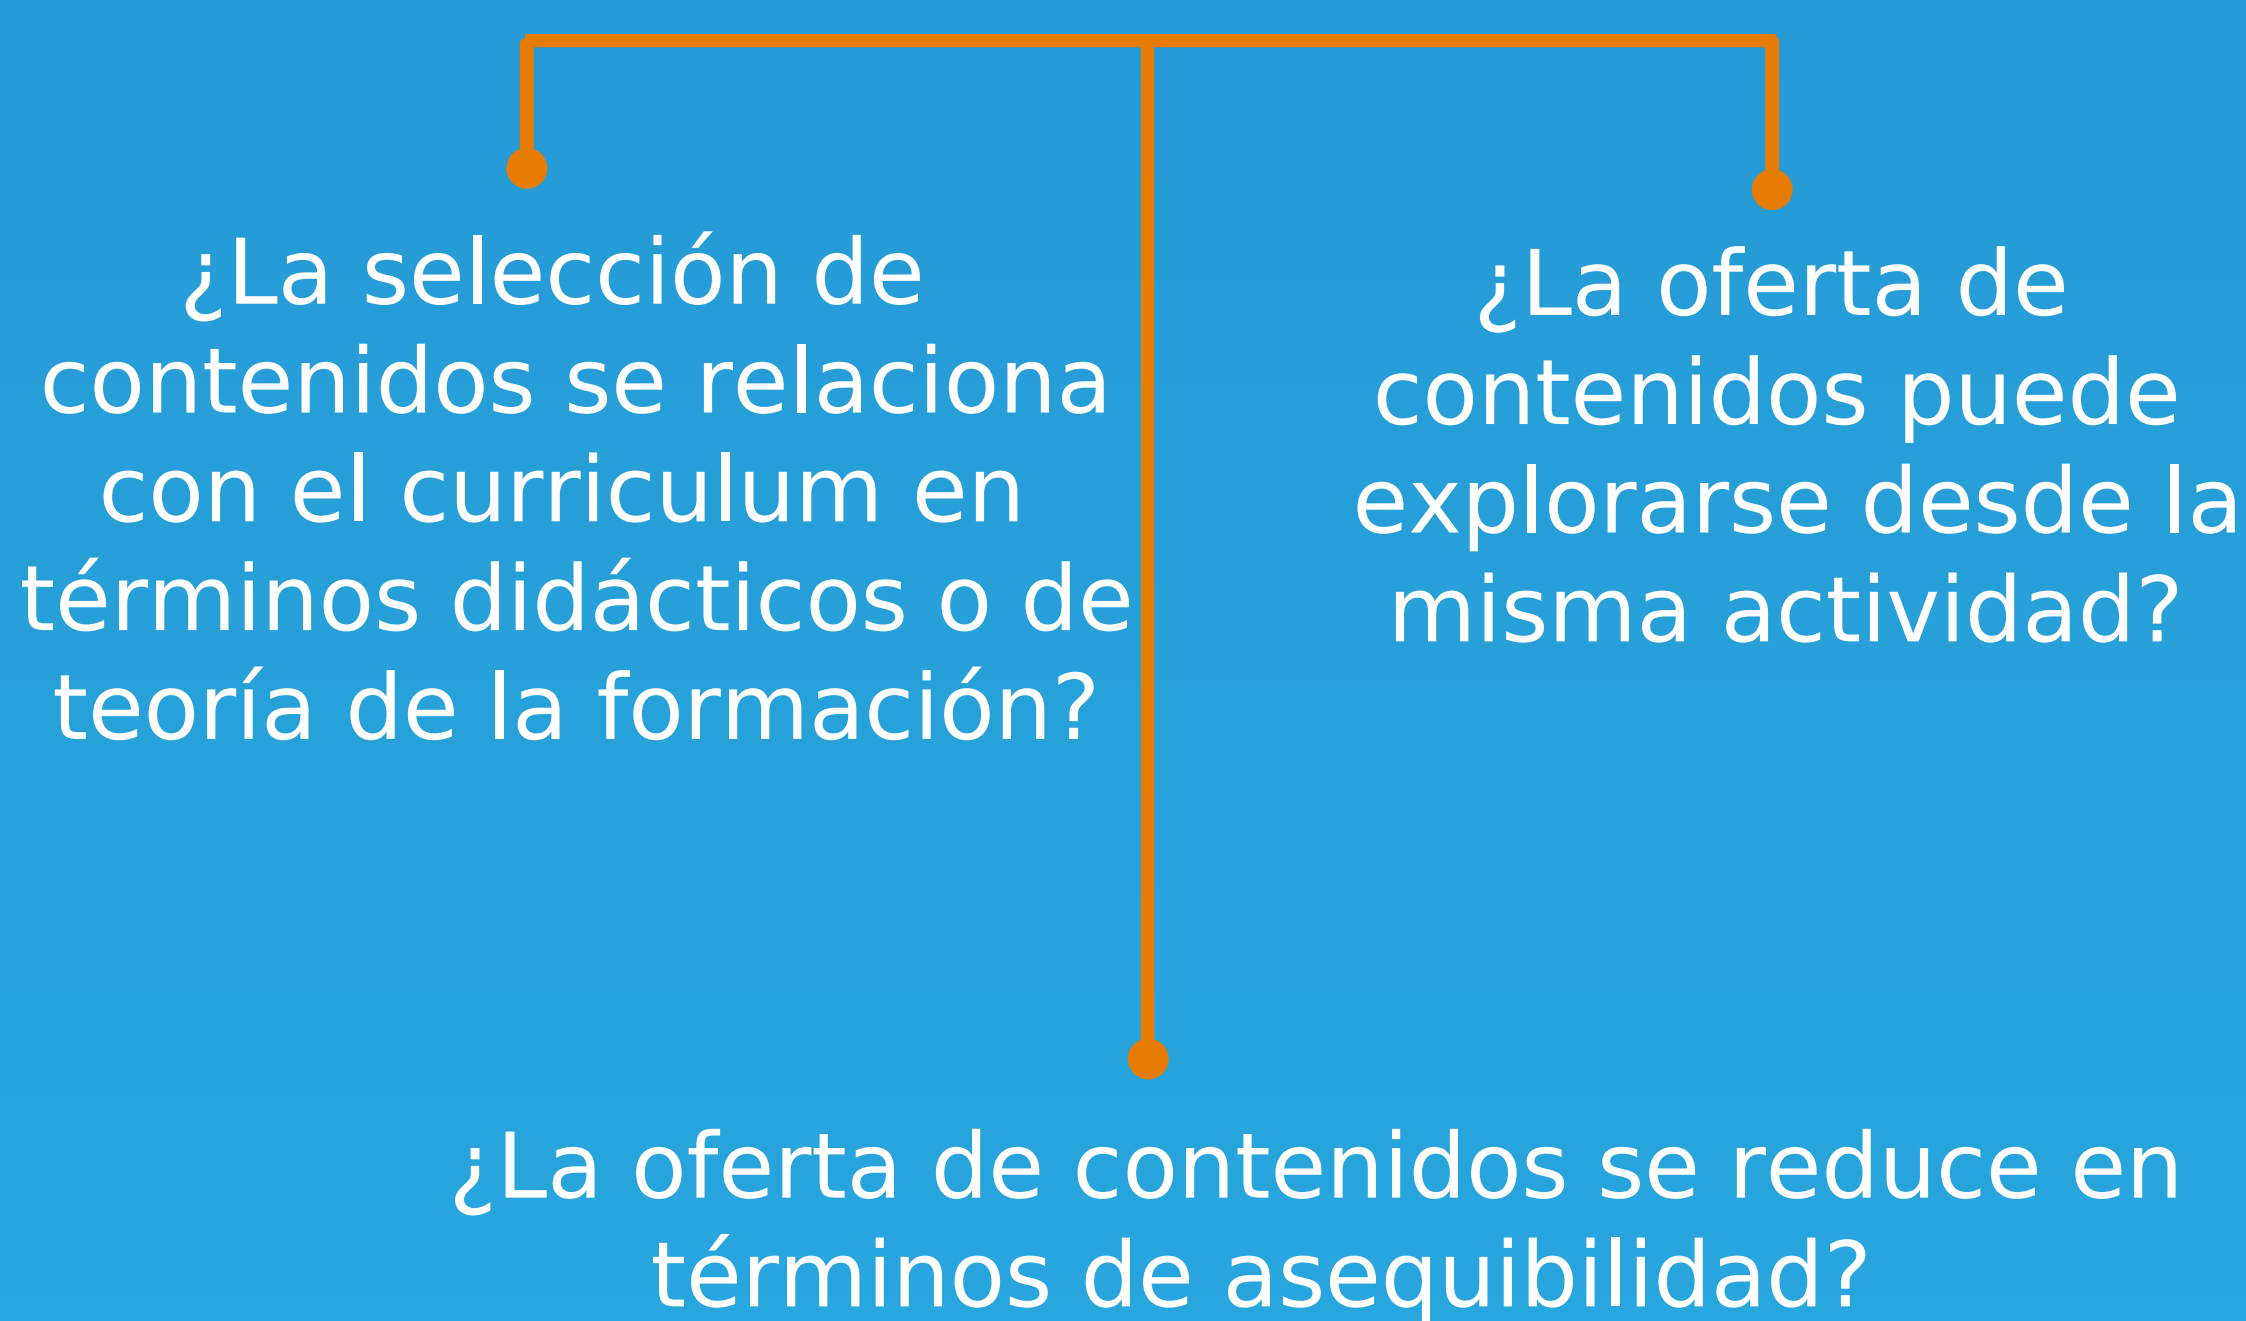 ¿La selección de
contenidos se relaciona
con el curriculum en
términos didácticos o de
teoría de la formación?
¿La oferta de
contenidos puede
explorarse desde la
misma actividad?
¿La oferta de contenidos se reduce en
términos de asequibilidad?